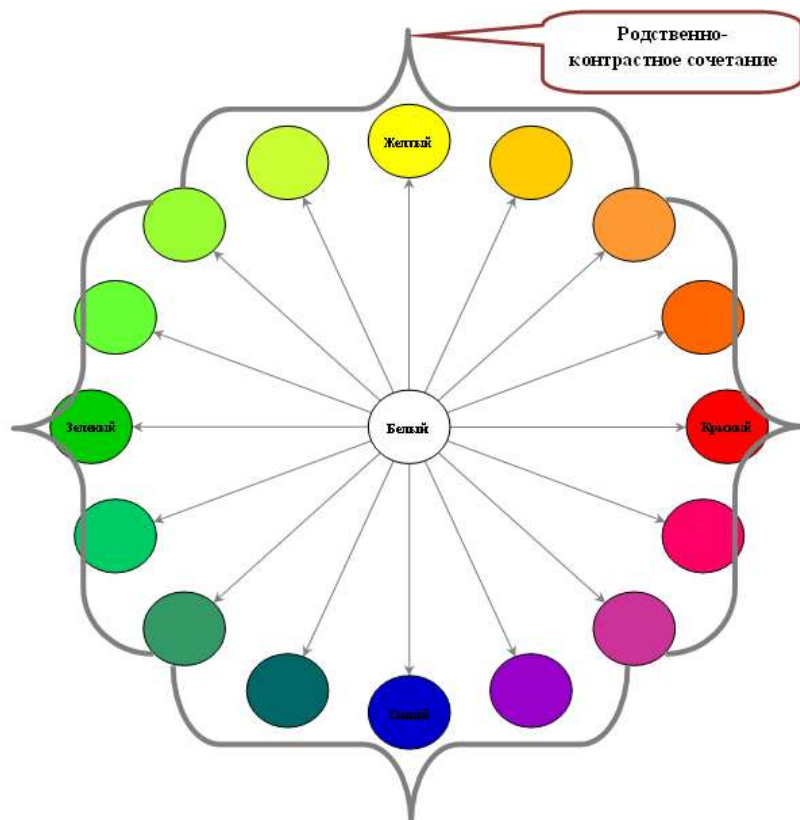 Родственно-
контрастное сочетание
Желтый
Зеленый
Белый
Красный
Синий